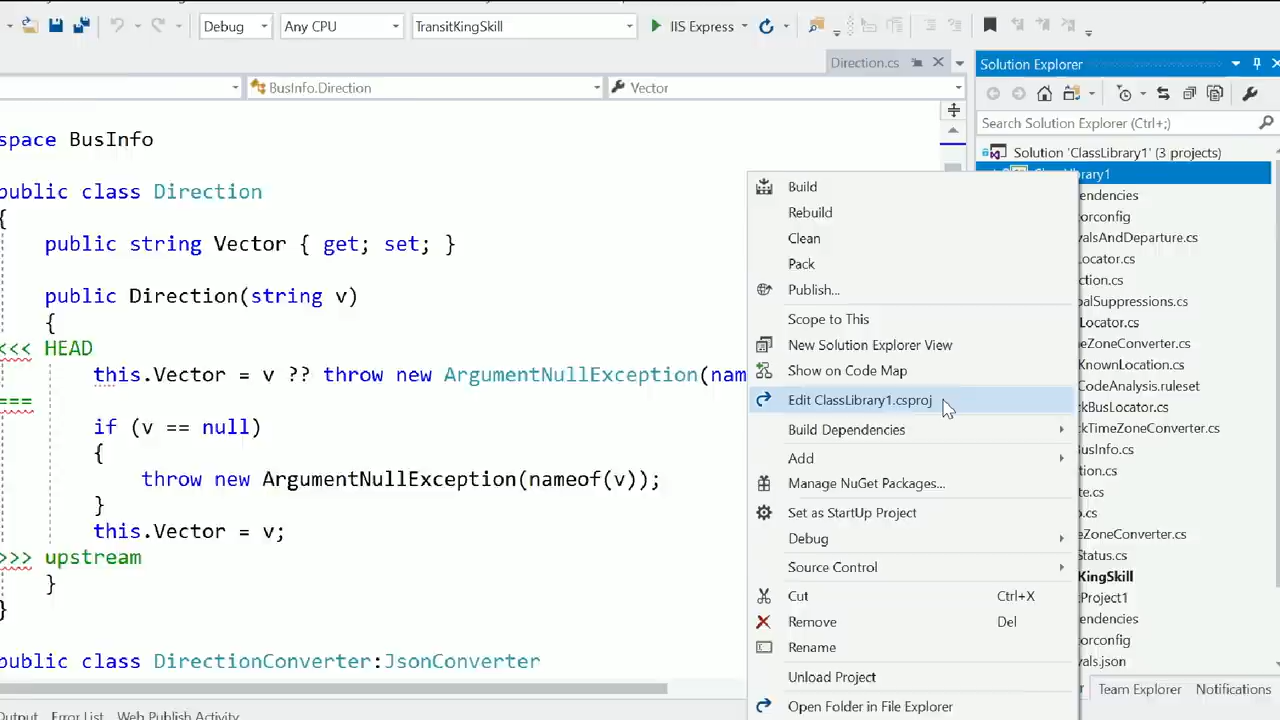 Debug
Any CPU
TransitKingSkill
IIS Express
Direction.cs
BusInfo.Direction
Vector
space BusInfo
public class Direction
{
public string Vector { get; set; }
public Direction(string v)
{
<<< HEAD
this.Vector = v ?? throw new ArgumentNullException(nam
===
if (v == null)
{
throw new ArgumentNullException(nameof(v));
}
this.Vector = v;
>>> upstream
}
}
public class DirectionConverter:JsonConverter
Output
Error List
Web Publish Activity
Build
Rebuild
Clean
Pack
Publish...
Scope to This
New Solution Explorer View
Show on Code Map
Edit ClassLibrary1.csproj
Build Dependencies
Add
Manage NuGet Packages...
Set as StartUp Project
Debug
Source Control
Cut Ctrl+X
Remove Del
Rename
Unload Project
Open Folder in File Explorer
Solution Explorer
Search Solution Explorer (Ctrl+;)
Solution 'ClassLibrary1' (3 projects)
ClassLibrary1
endencies
orconfig
valsAndDeparture.cs
ocator.cs
ction.cs
balSuppressions.cs
Locator.cs
eZoneConverter.cs
KnownLocation.cs
CodeAnalysis.ruleset
ckBusLocator.cs
ckTimeZoneConverter.cs
BusInfo.cs
tion.cs
te.cs
o.cs
eZoneConverter.cs
Status.cs
KingSkill
tProject1
endencies
orconfig
vals.json
r
Team Explorer
Notifications